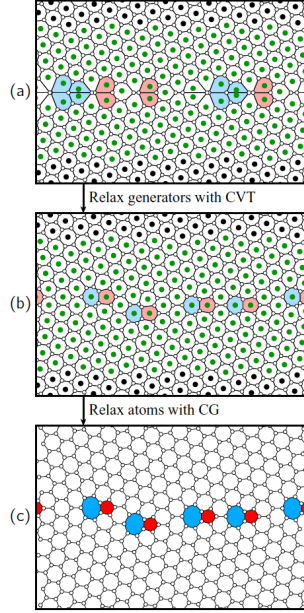 (a)
Relax generators with CVT
(b)
Relax atoms with CG
(c)